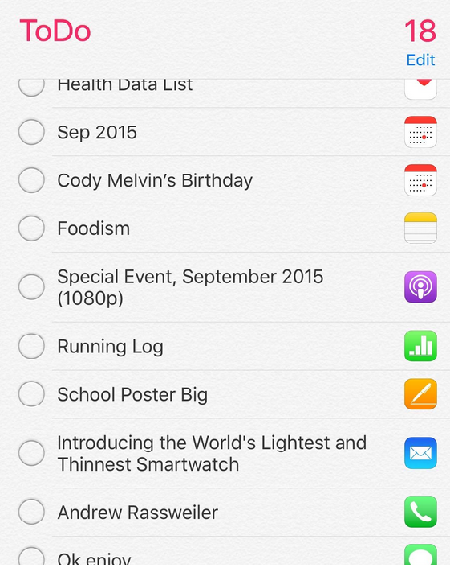 ToDo
18
Edit
Health Data List
Sep 2015
Cody Melvin's Birthday
Foodism
Special Event, September 2015
(1080p)
Running Log
School Poster Big
Introducing the World's Lightest and
Thinnest Smartwatch
Andrew Rassweiler
Ok enjoy